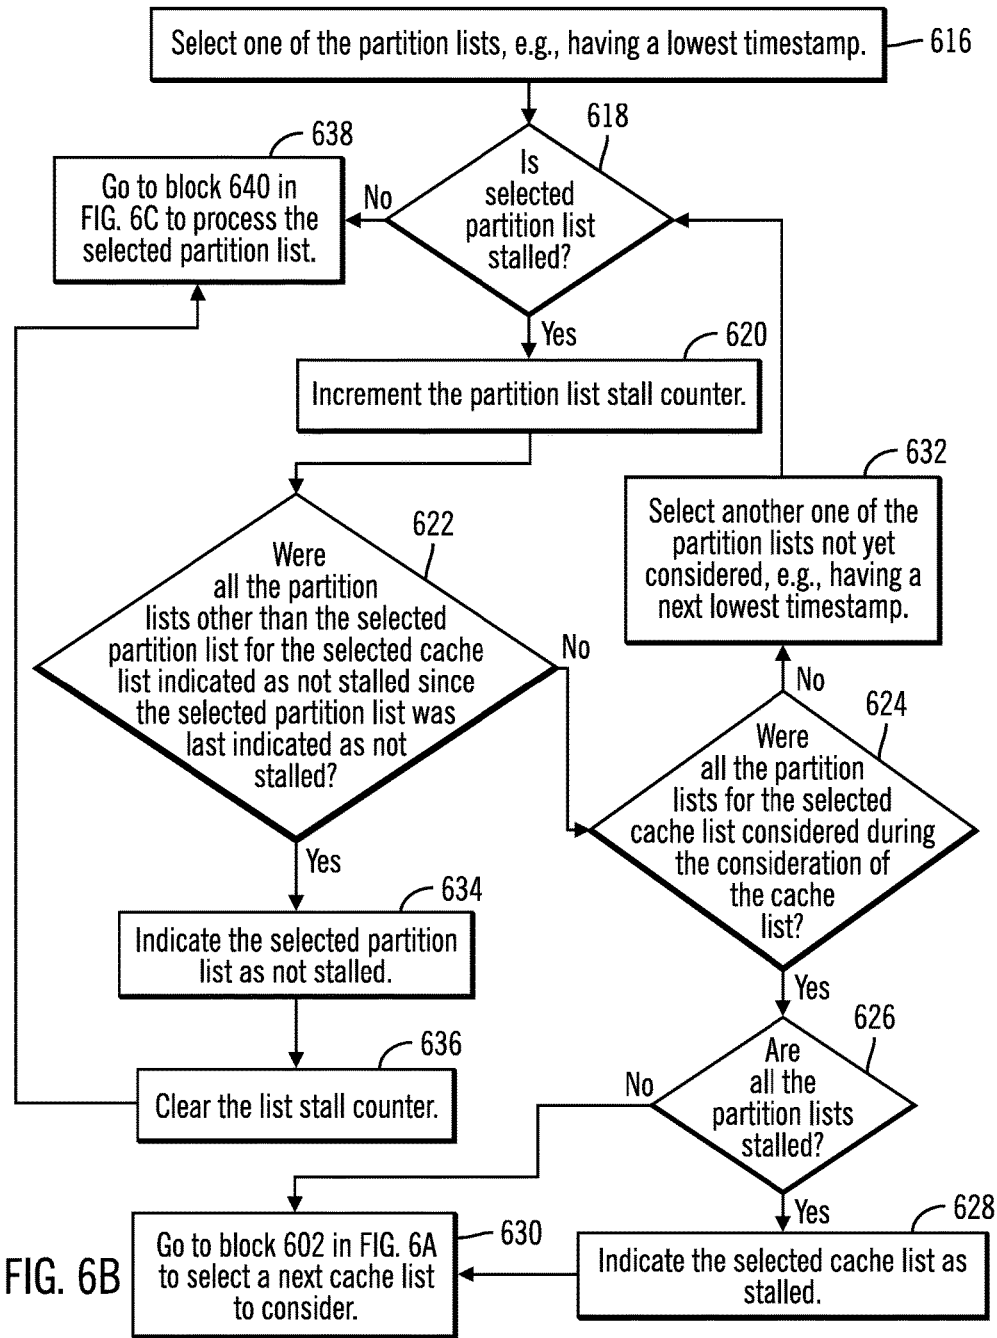 Select one of the partition lists, e.g., having a lowest timestamp.
616
638
618
Go to block 640 in
FIG. 6C to process the
selected partition list.
No
Is
selected
partition list
stalled?
Yes
620
Increment the partition list stall counter.
632
Select another one of the
partition lists not yet
considered, e.g., having a
next lowest timestamp.
622
Were
all the partition
lists other than the selected
partition list for the selected cache
list indicated as not stalled since
the selected partition list was
last indicated as not
stalled?
No
No
624
Were
all the partition
lists for the selected
cache list considered during
the consideration of
the cache
list?
Yes
634
Indicate the selected partition
list as not stalled.
Yes
636
Clear the list stall counter.
626
Are
all the
partition lists
stalled?
No
Yes
628
Indicate the selected cache list as
stalled.
630
Go to block 602 in FIG. 6A
to select a next cache list
to consider.
FIG. 6B